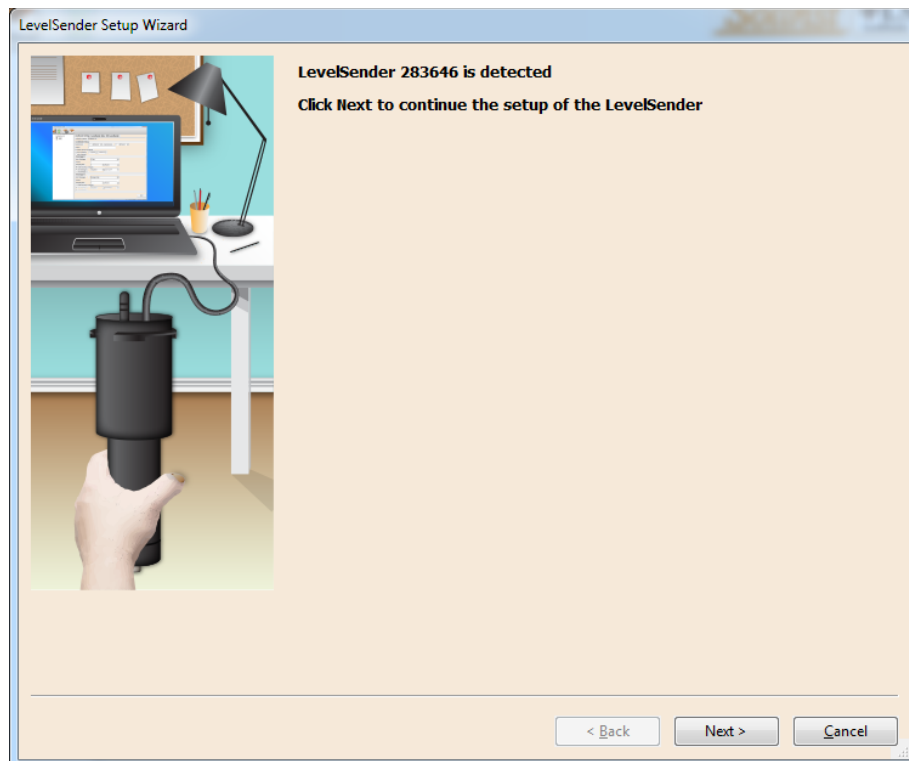 LevelSender Setup Wizard
LevelSender 283646 is detected
Click Next to continue the setup of the LevelSender
< Back
Next >
Cancel